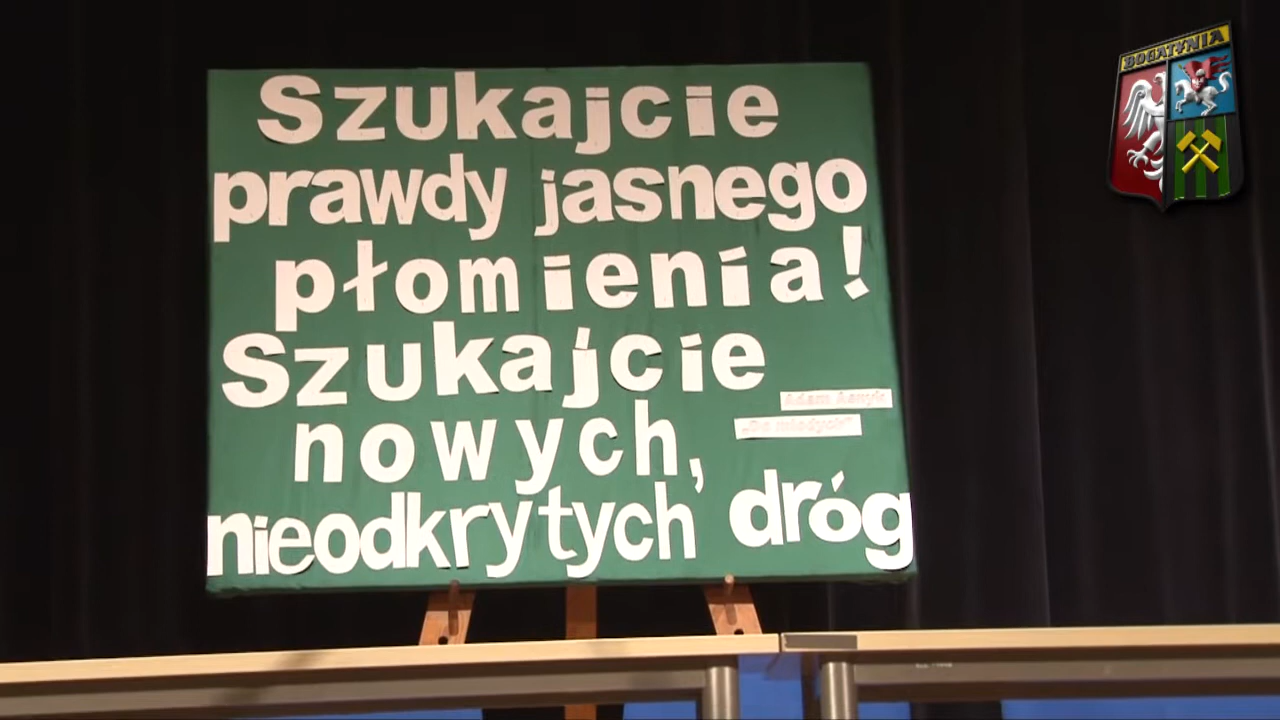 Szukajcie
prawdy jasnego
płomienia!
Szukajcie
Adam Asnyk
„Do młodych”
nowych,
nieodkrytych dróg
BOGATYNIA